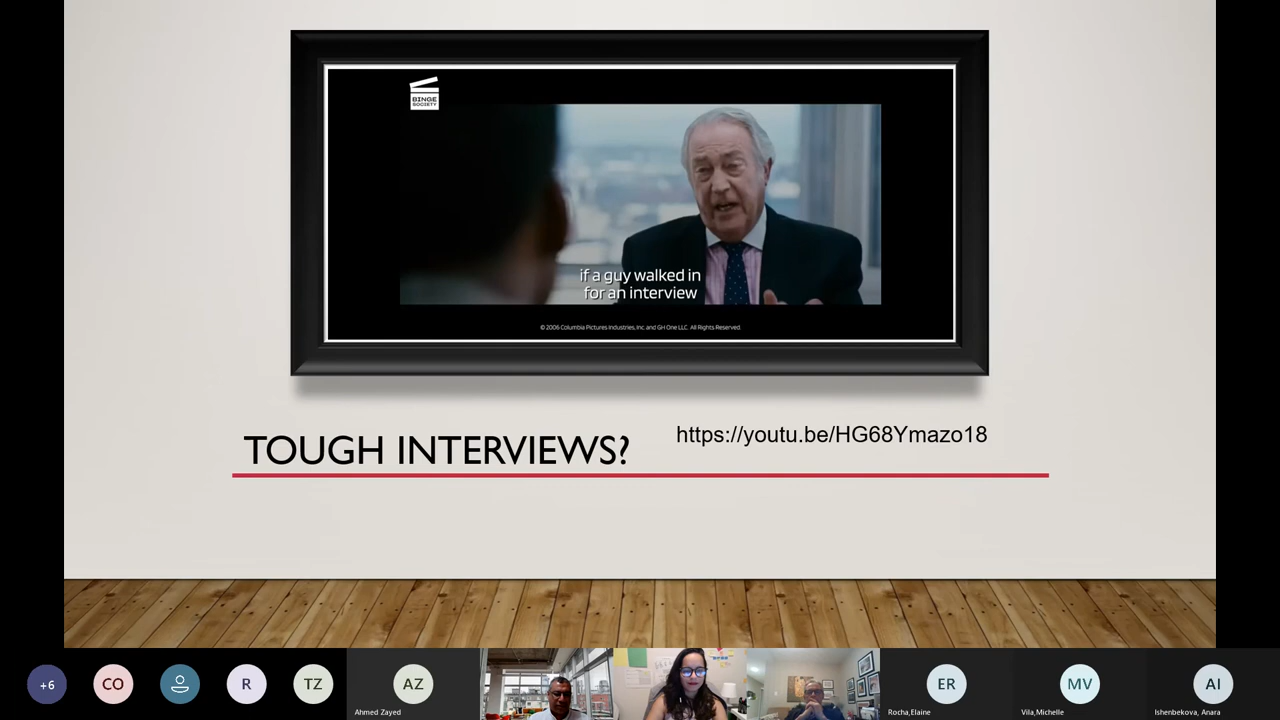 BINGE
SOCIETY
if a guy walked in
for an interview
© 2006 Columbia Pictures Industries, Inc. and GH One LLC. All Rights Reserved.
TOUGH INTERVIEWS?
https://youtu.be/HG68Ymazo18
+6
CO
R
TZ
AZ
Ahmed Zayed
ER
Rocha,Elaine
MV
Vila,Michelle
AI
Ishenbekova, Anara